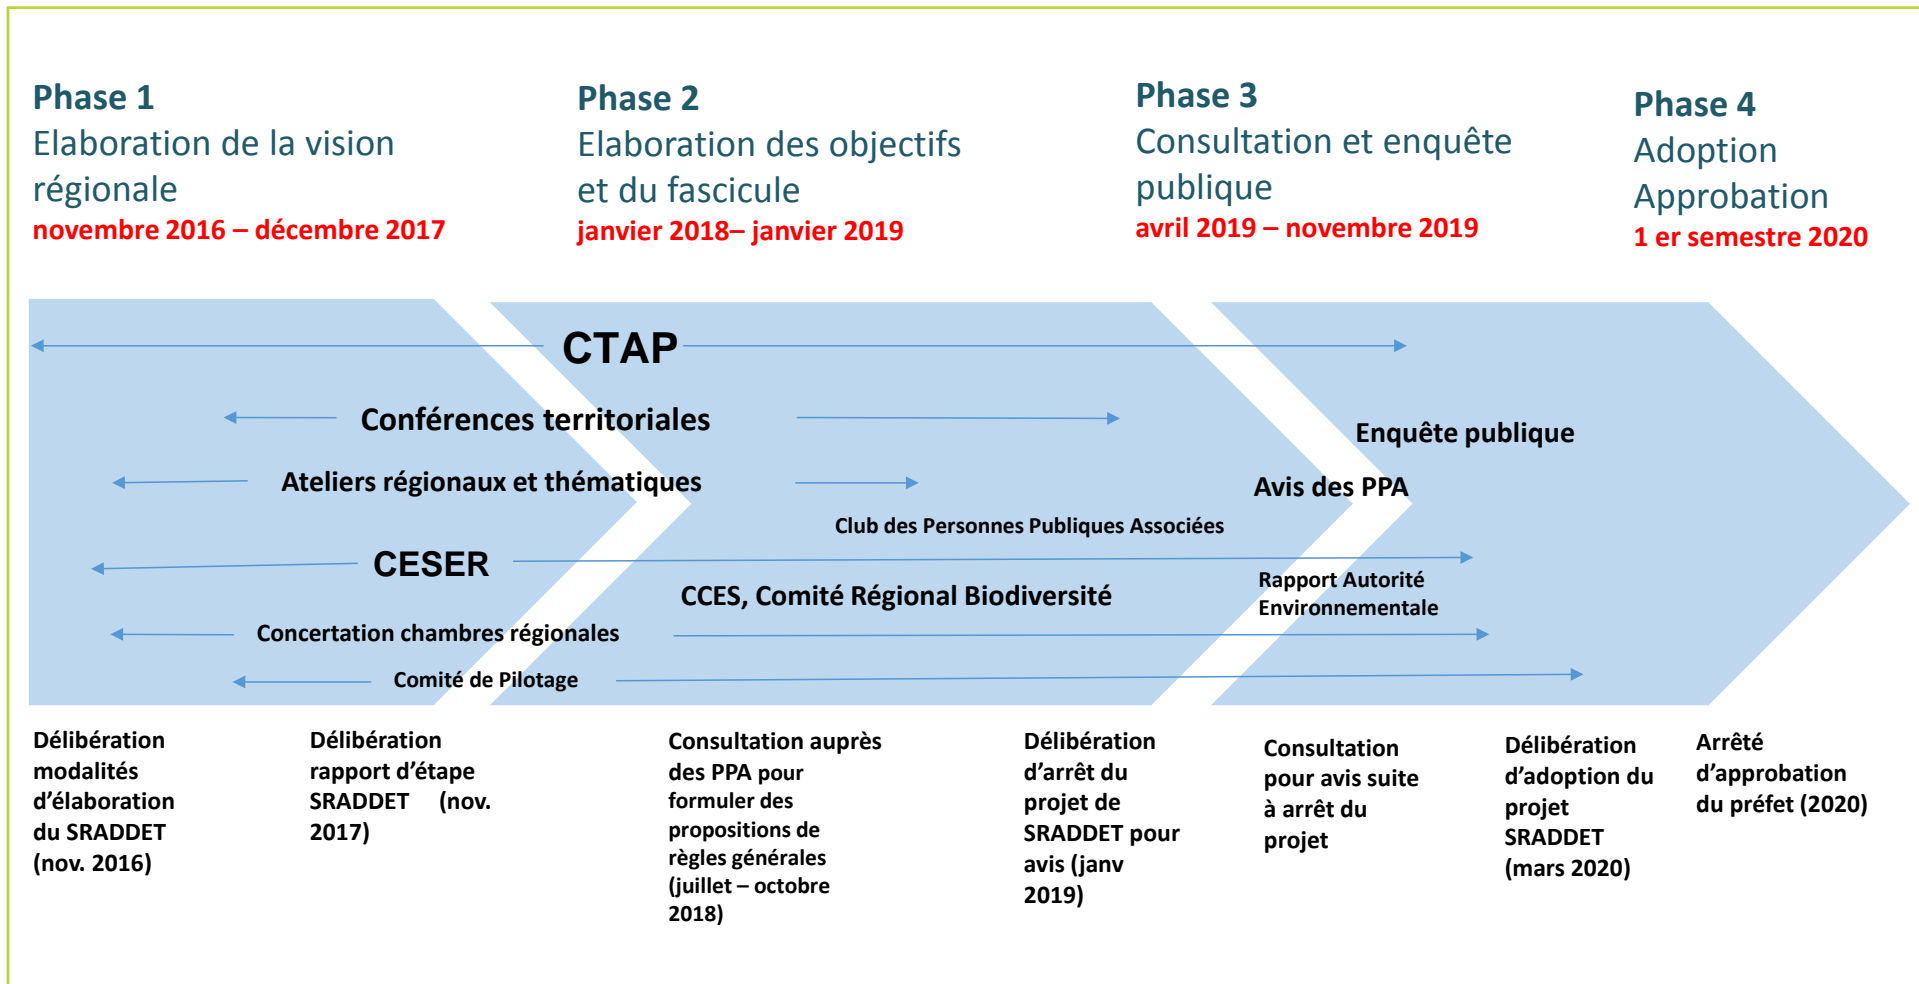 Phase 1
Elaboration de la vision
régionale
novembre 2016 – décembre 2017
Phase 2
Elaboration des objectifs
et du fascicule
janvier 2018– janvier 2019
Phase 3
Consultation et enquête
publique
avril 2019 – novembre 2019
Phase 4
Adoption
Approbation
1 er semestre 2020
CTAP
Conférences territoriales
Enquête publique
Ateliers régionaux et thématiques
Avis des PPA
Club des Personnes Publiques Associées
CESER
CCES, Comité Régional Biodiversité
Rapport Autorité
Environnementale
Concertation chambres régionales
Comité de Pilotage
Délibération
modalités
d'élaboration
du SRADDET
(nov. 2016)
Délibération
rapport d'étape
SRADDET (nov.
2017)
Consultation auprès
des PPA pour
formuler des
propositions de
règles générales
(juillet – octobre
2018)
Délibération
d'arrêt du
projet de
SRADDET pour
avis (janv
2019)
Consultation
pour avis suite
à arrêt du
projet
Délibération
d'adoption du
projet
SRADDET
(mars 2020)
Arrêté
d'approbation
du préfet (2020)